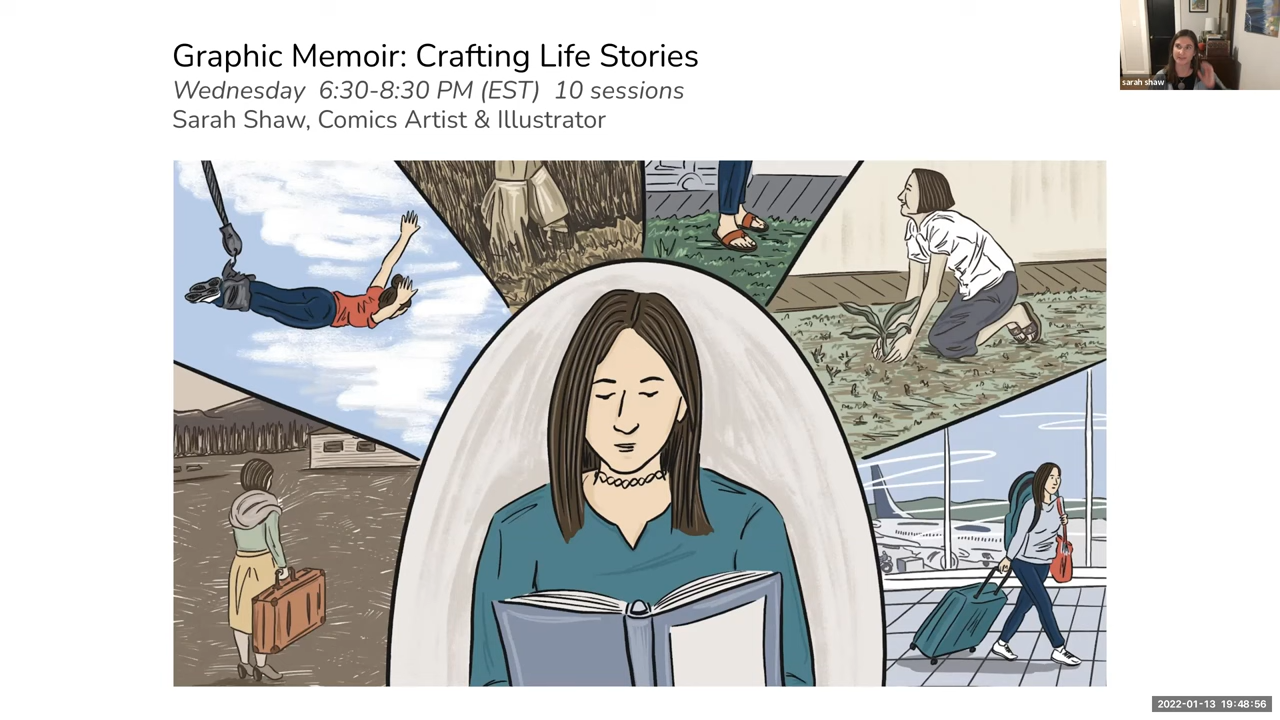 Graphic Memoir: Crafting Life Stories
Wednesday 6:30-8:30 PM (EST) 10 sessions
Sarah Shaw, Comics Artist & Illustrator
sarah shaw
2022-01-13 19:48:56